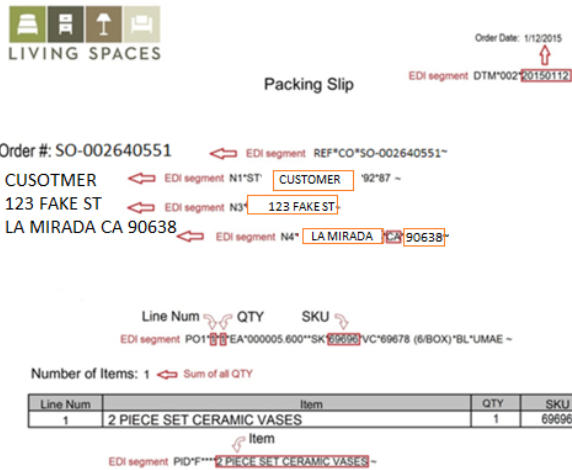 LIVING SPACES
Order Date: 1/12/2015
Packing Slip
EDI segment DTM*002*20150112
Order #: SO-002640551
EDI segment REF*CO*SO-002640551~
CUSOTMER
EDI segment N1*ST* CUSTOMER *92*87 ~
123 FAKE ST
EDI segment N3* 123 FAKE ST~
LA MIRADA CA 90638
EDI segment N4* LA MIRADA *CA* 90638~
Line Num QTY SKU
EDI segment PO1*1*1*EA*000005.600**SK*69696*VC*69678 (6/BOX)*BL*UMAE ~
Number of Items: 1 Sum of all QTY
Line Num Item QTY SKU
1 2 PIECE SET CERAMIC VASES 1 69696
Item
EDI segment PID*F****2 PIECE SET CERAMIC VASES~